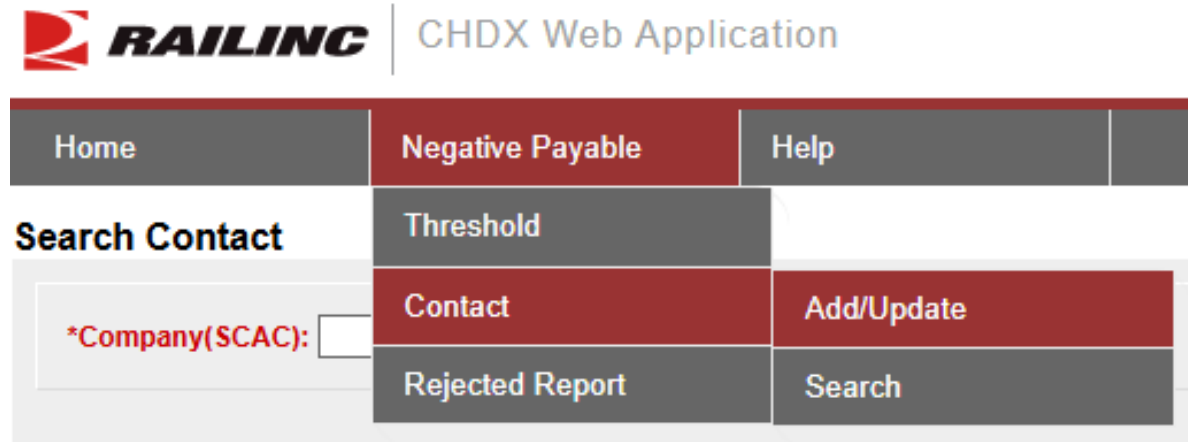 RAILINC CHDX Web Application
Home Negative Payable Help
Threshold
Search Contact
Contact Add/Update
*Company(SCAC):
Rejected Report Search